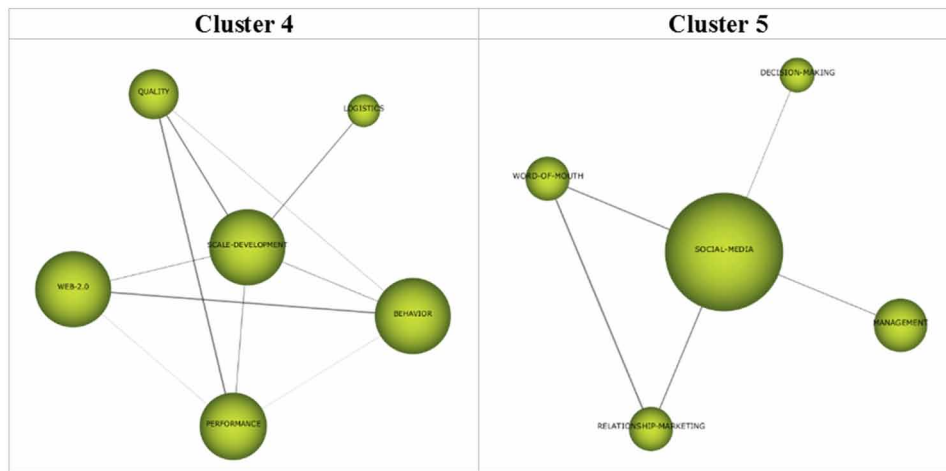 Cluster 4
Cluster 5
QUALITY
LOGISTICS
SCALE-DEVELOPMENT
WEB-2.0
BEHAVIOR
PERFORMANCE
DECISION-MAKING
WORD-OF-MOUTH
SOCIAL-MEDIA
MANAGEMENT
RELATIONSHIP-MARKETING